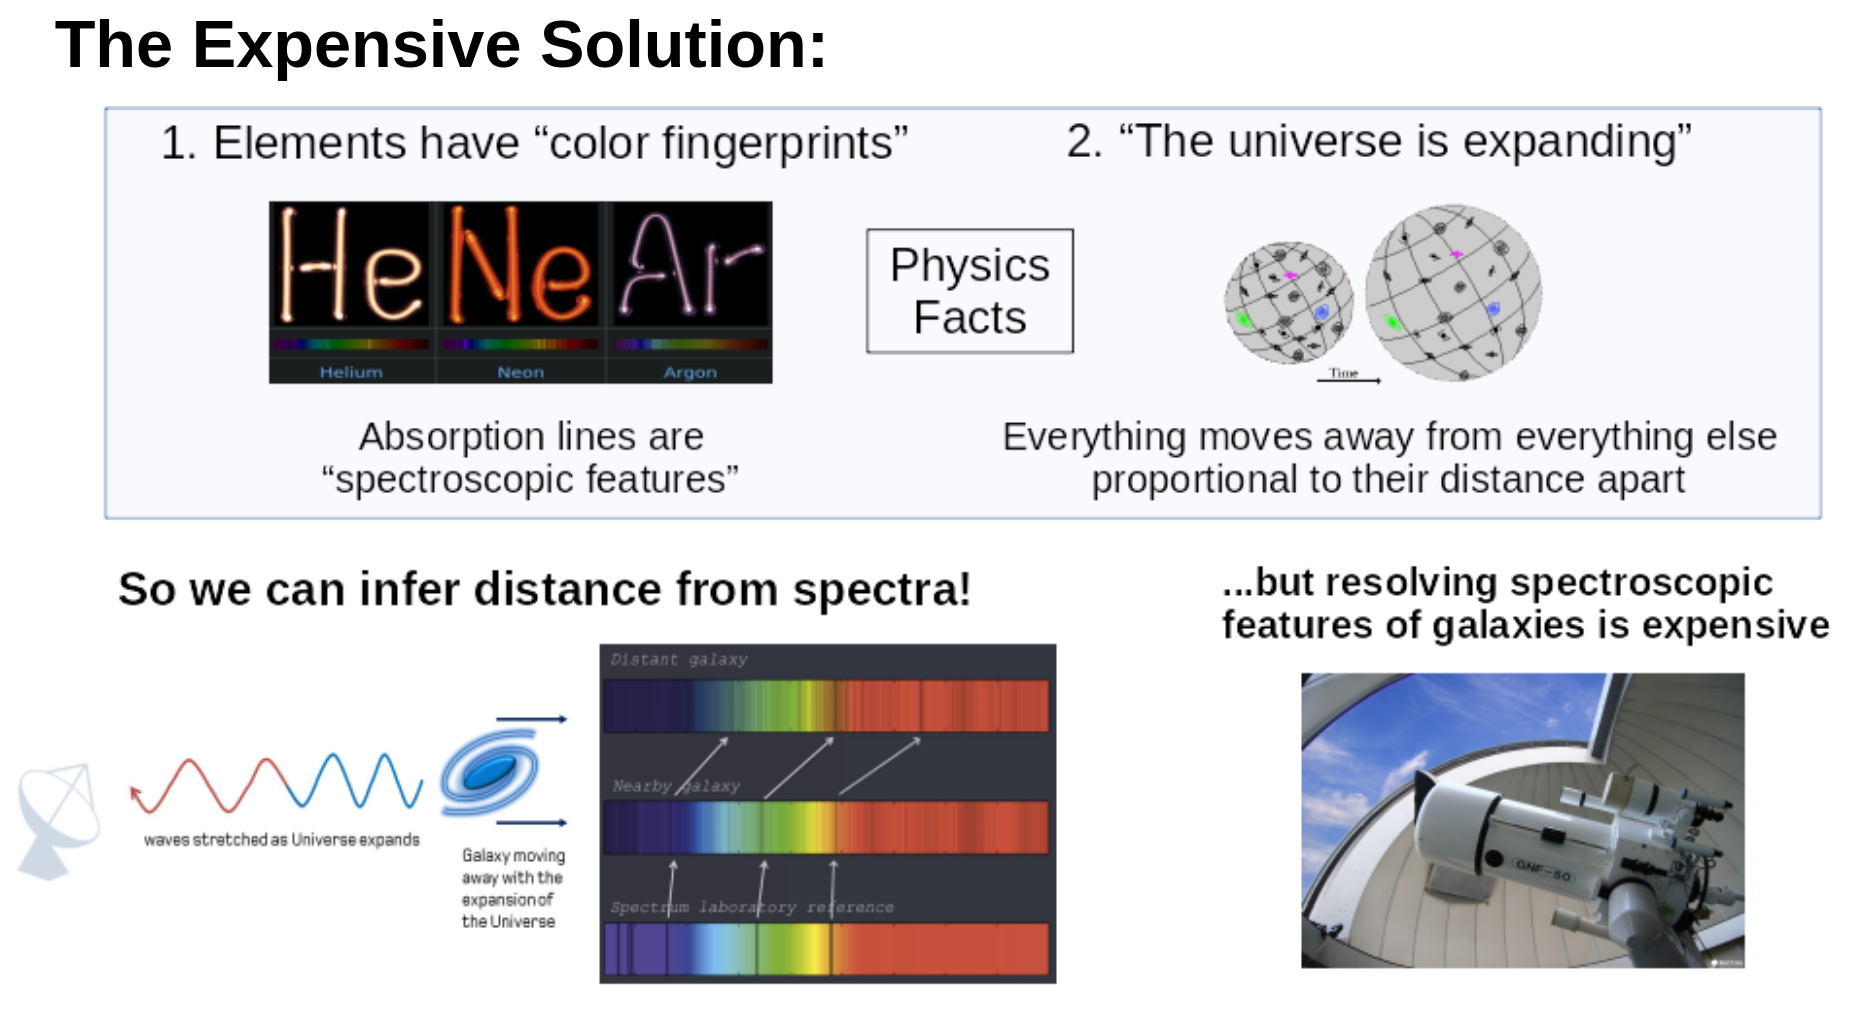 The Expensive Solution:
1. Elements have “color fingerprints”
2. “The universe is expanding”
He Ne Ar
Helium Neon Argon
Physics
Facts
Time
Absorption lines are
“spectroscopic features”
Everything moves away from everything else
proportional to their distance apart
So we can infer distance from spectra!
...but resolving spectroscopic
features of galaxies is expensive
waves stretched as Universe expands
Galaxy moving
away with the
expansion of
the Universe
Distant galaxy
Nearby galaxy
Spectrum laboratory reference